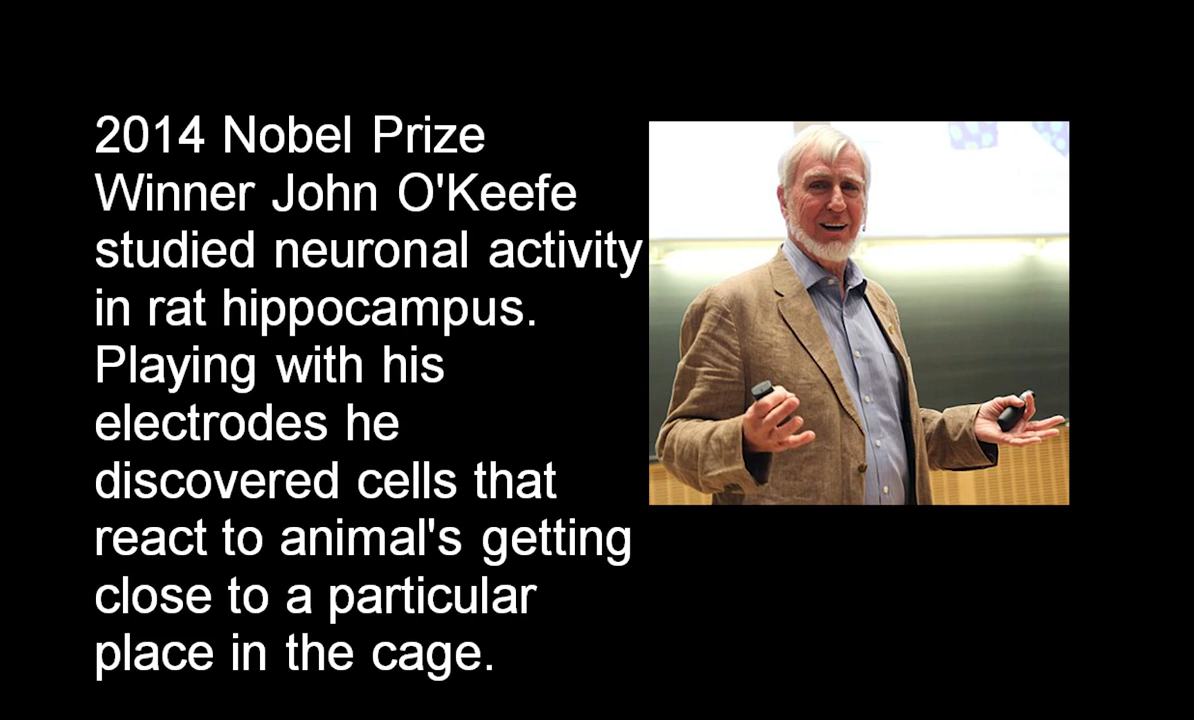 2014 Nobel Prize
Winner John O'Keefe
studied neuronal activity
in rat hippocampus.
Playing with his
electrodes he
discovered cells that
react to animal's getting
close to a particular
place in the cage.